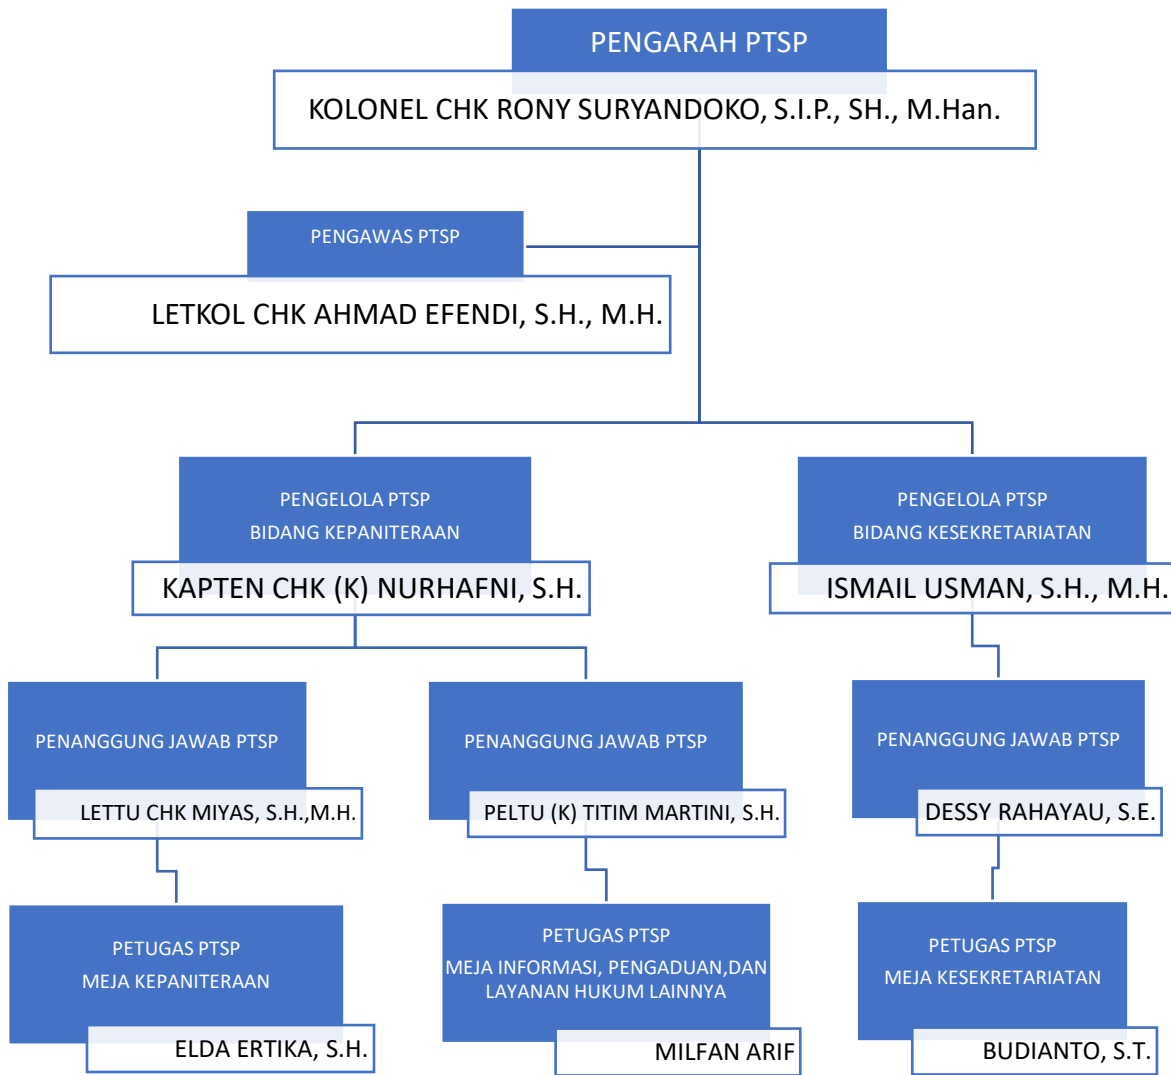 PENGARAH PTSP
KOLONEL CHK RONY SURYANDOKO, S.I.P., SH., M.Han.
PENGAWAS PTSP
LETKOL CHK AHMAD EFENDI, S.H., M.H.
PENGELOLA PTSP
BIDANG KEPANITERAAN
KAPTEN CHK (K) NURHAFNI, S.H.
PENGELOLA PTSP
BIDANG KESEKRETARIATAN
ISMAIL USMAN, S.H., M.H.
PENANGGUNG JAWAB PTSP
LETTU CHK MIYAS, S.H.,M.H.
PENANGGUNG JAWAB PTSP
PELTU (K) TITIM MARTINI, S.H.
PENANGGUNG JAWAB PTSP
DESSY RAHAYAU, S.E.
PETUGAS PTSP
MEJA KEPANITERAAN
ELDA ERTIKA, S.H.
PETUGAS PTSP
MEJA INFORMASI, PENGADUAN,DAN
LAYANAN HUKUM LAINNYA
MILFAN ARIF
PETUGAS PTSP
MEJA KESEKRETARIATAN
BUDIANTO, S.T.